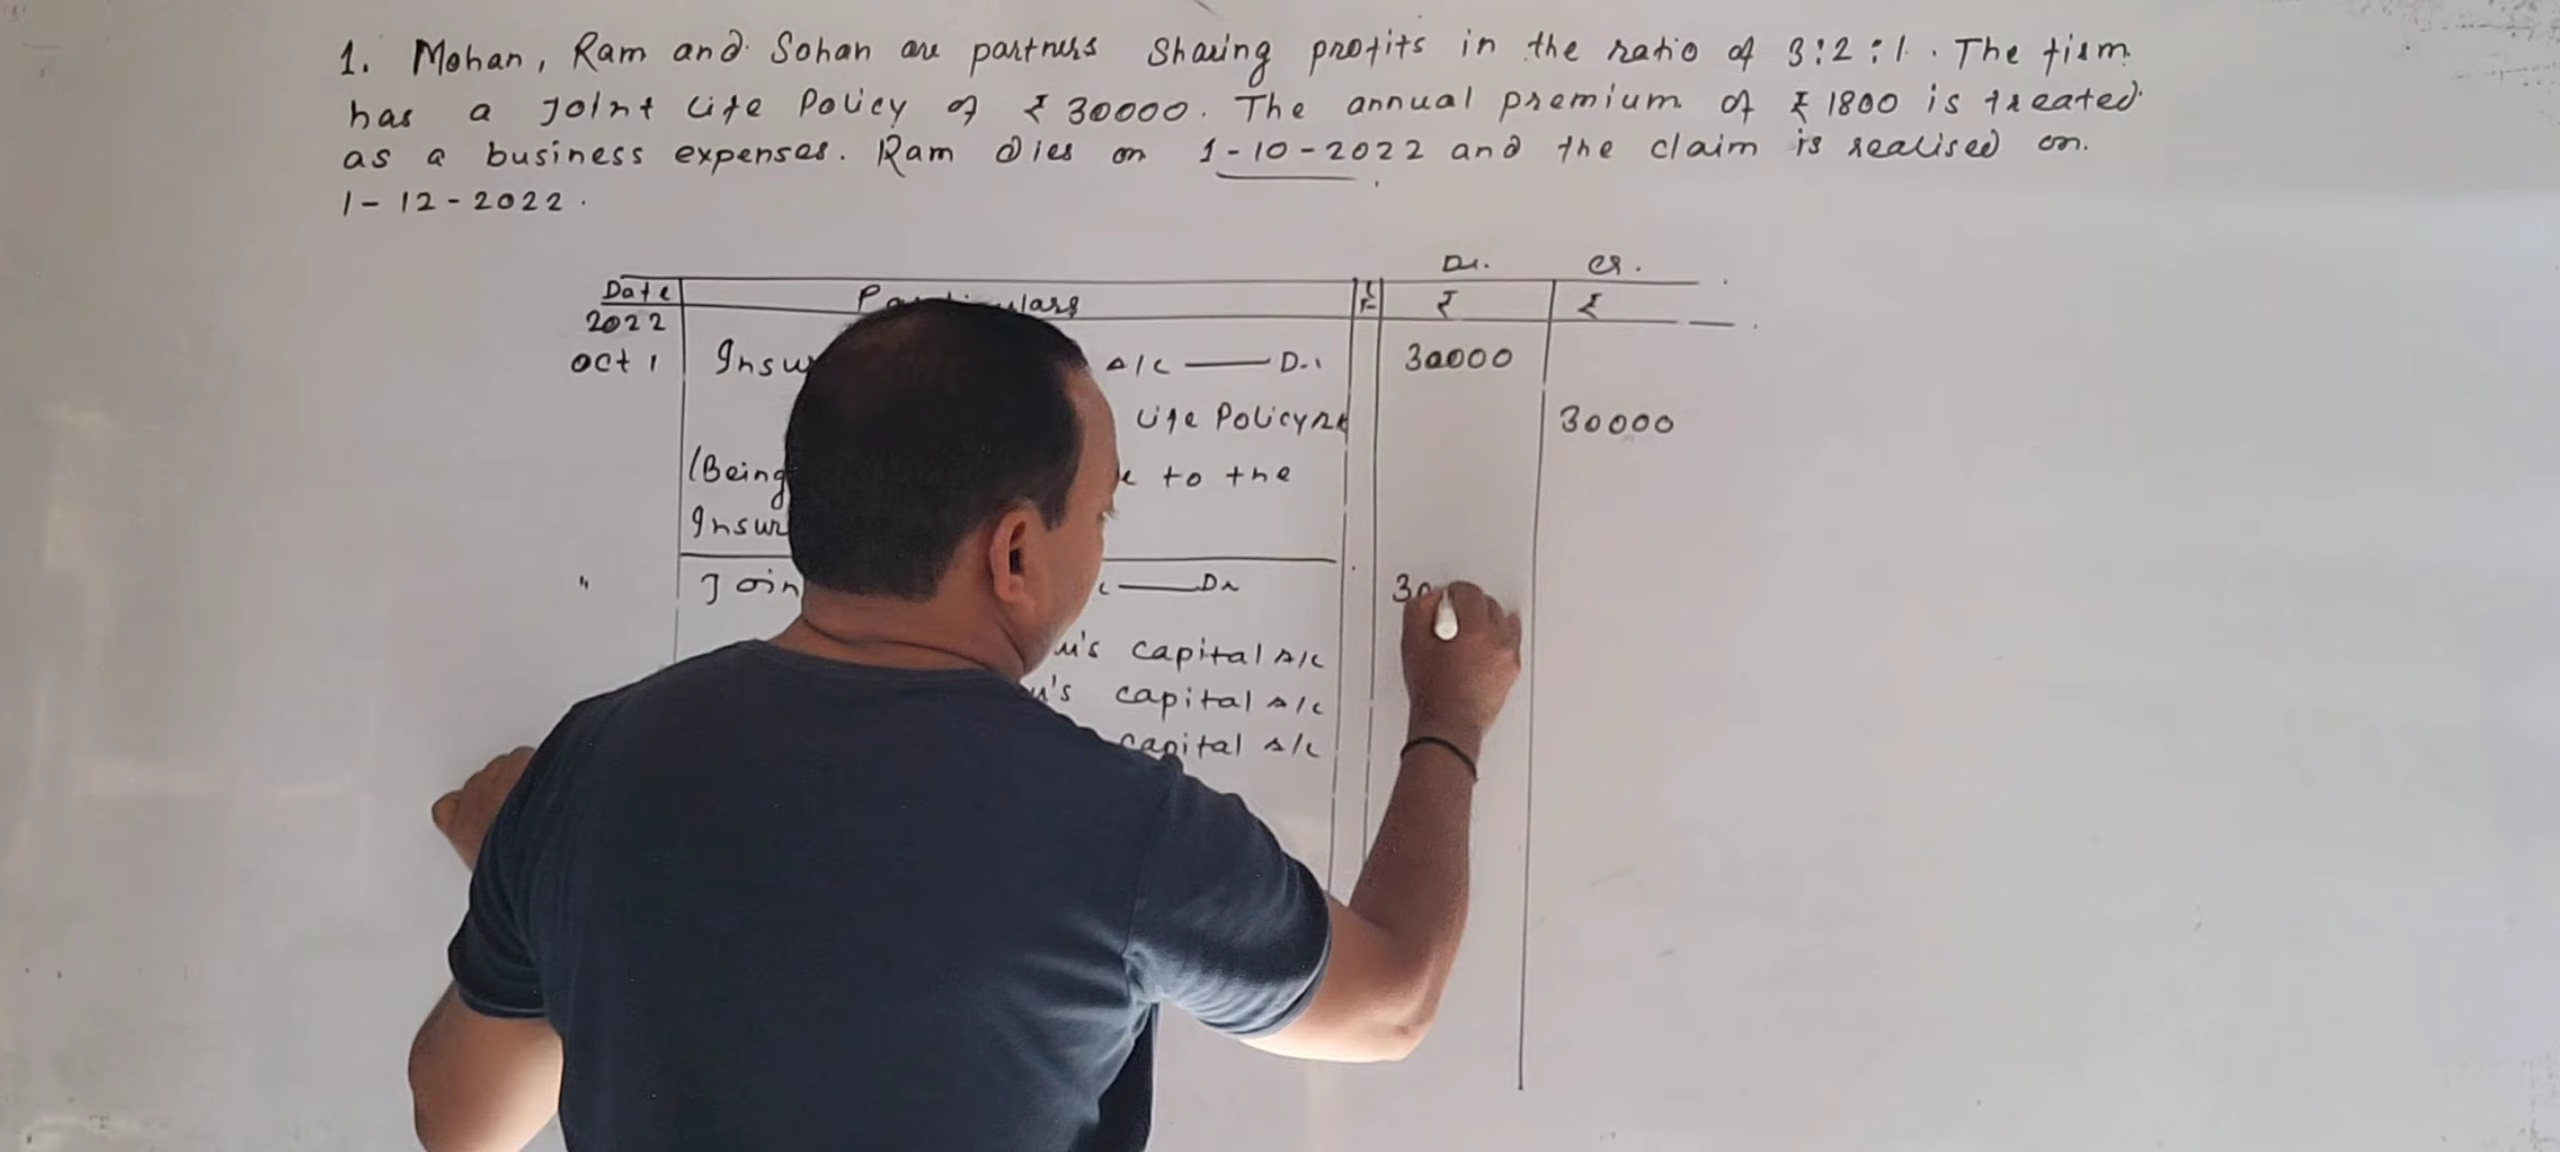 1. Mohan, Ram and Sohan are partners Sharing profits in the ratio of 3:2:1. The firm
has a Joint Life Policy of ₹ 30000. The annual premium of ₹ 1800 is treated
as a business expenses. Ram dies on 1-10-2022 and the claim is realised on.
1-12-2022.
Dr. Cr.
Date Particulars L.F. ₹ ₹
2022
Oct 1 Insu A/C — Dr 30000
Life Policy A/c 30000
(Being to the
Insur
" Join — Dr 30
's capital A/c
's capital A/c
capital A/c